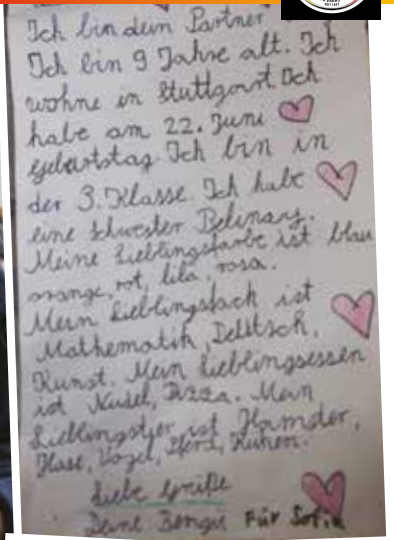 Ich bin dein Partner.
Ich bin 9 Jahre alt. Ich
wohne in Stuttgart. Ich
habe am 22. Juni
Geburtstag. Ich bin in
der 3. Klasse. Ich habe
eine Schwester
Meine Lieblingsfarbe ist blau
orange, rot, lila, rosa.
Mein Lieblingsfach ist
Mathematik, Deutsch,
Kunst. Mein Lieblingsessen
ist Nudel, Pizza. Mein
Lieblingstier ist Hamster,
Hase, Vogel, Pferd,
Liebe Grüße
Deine Bengü Für Sofia